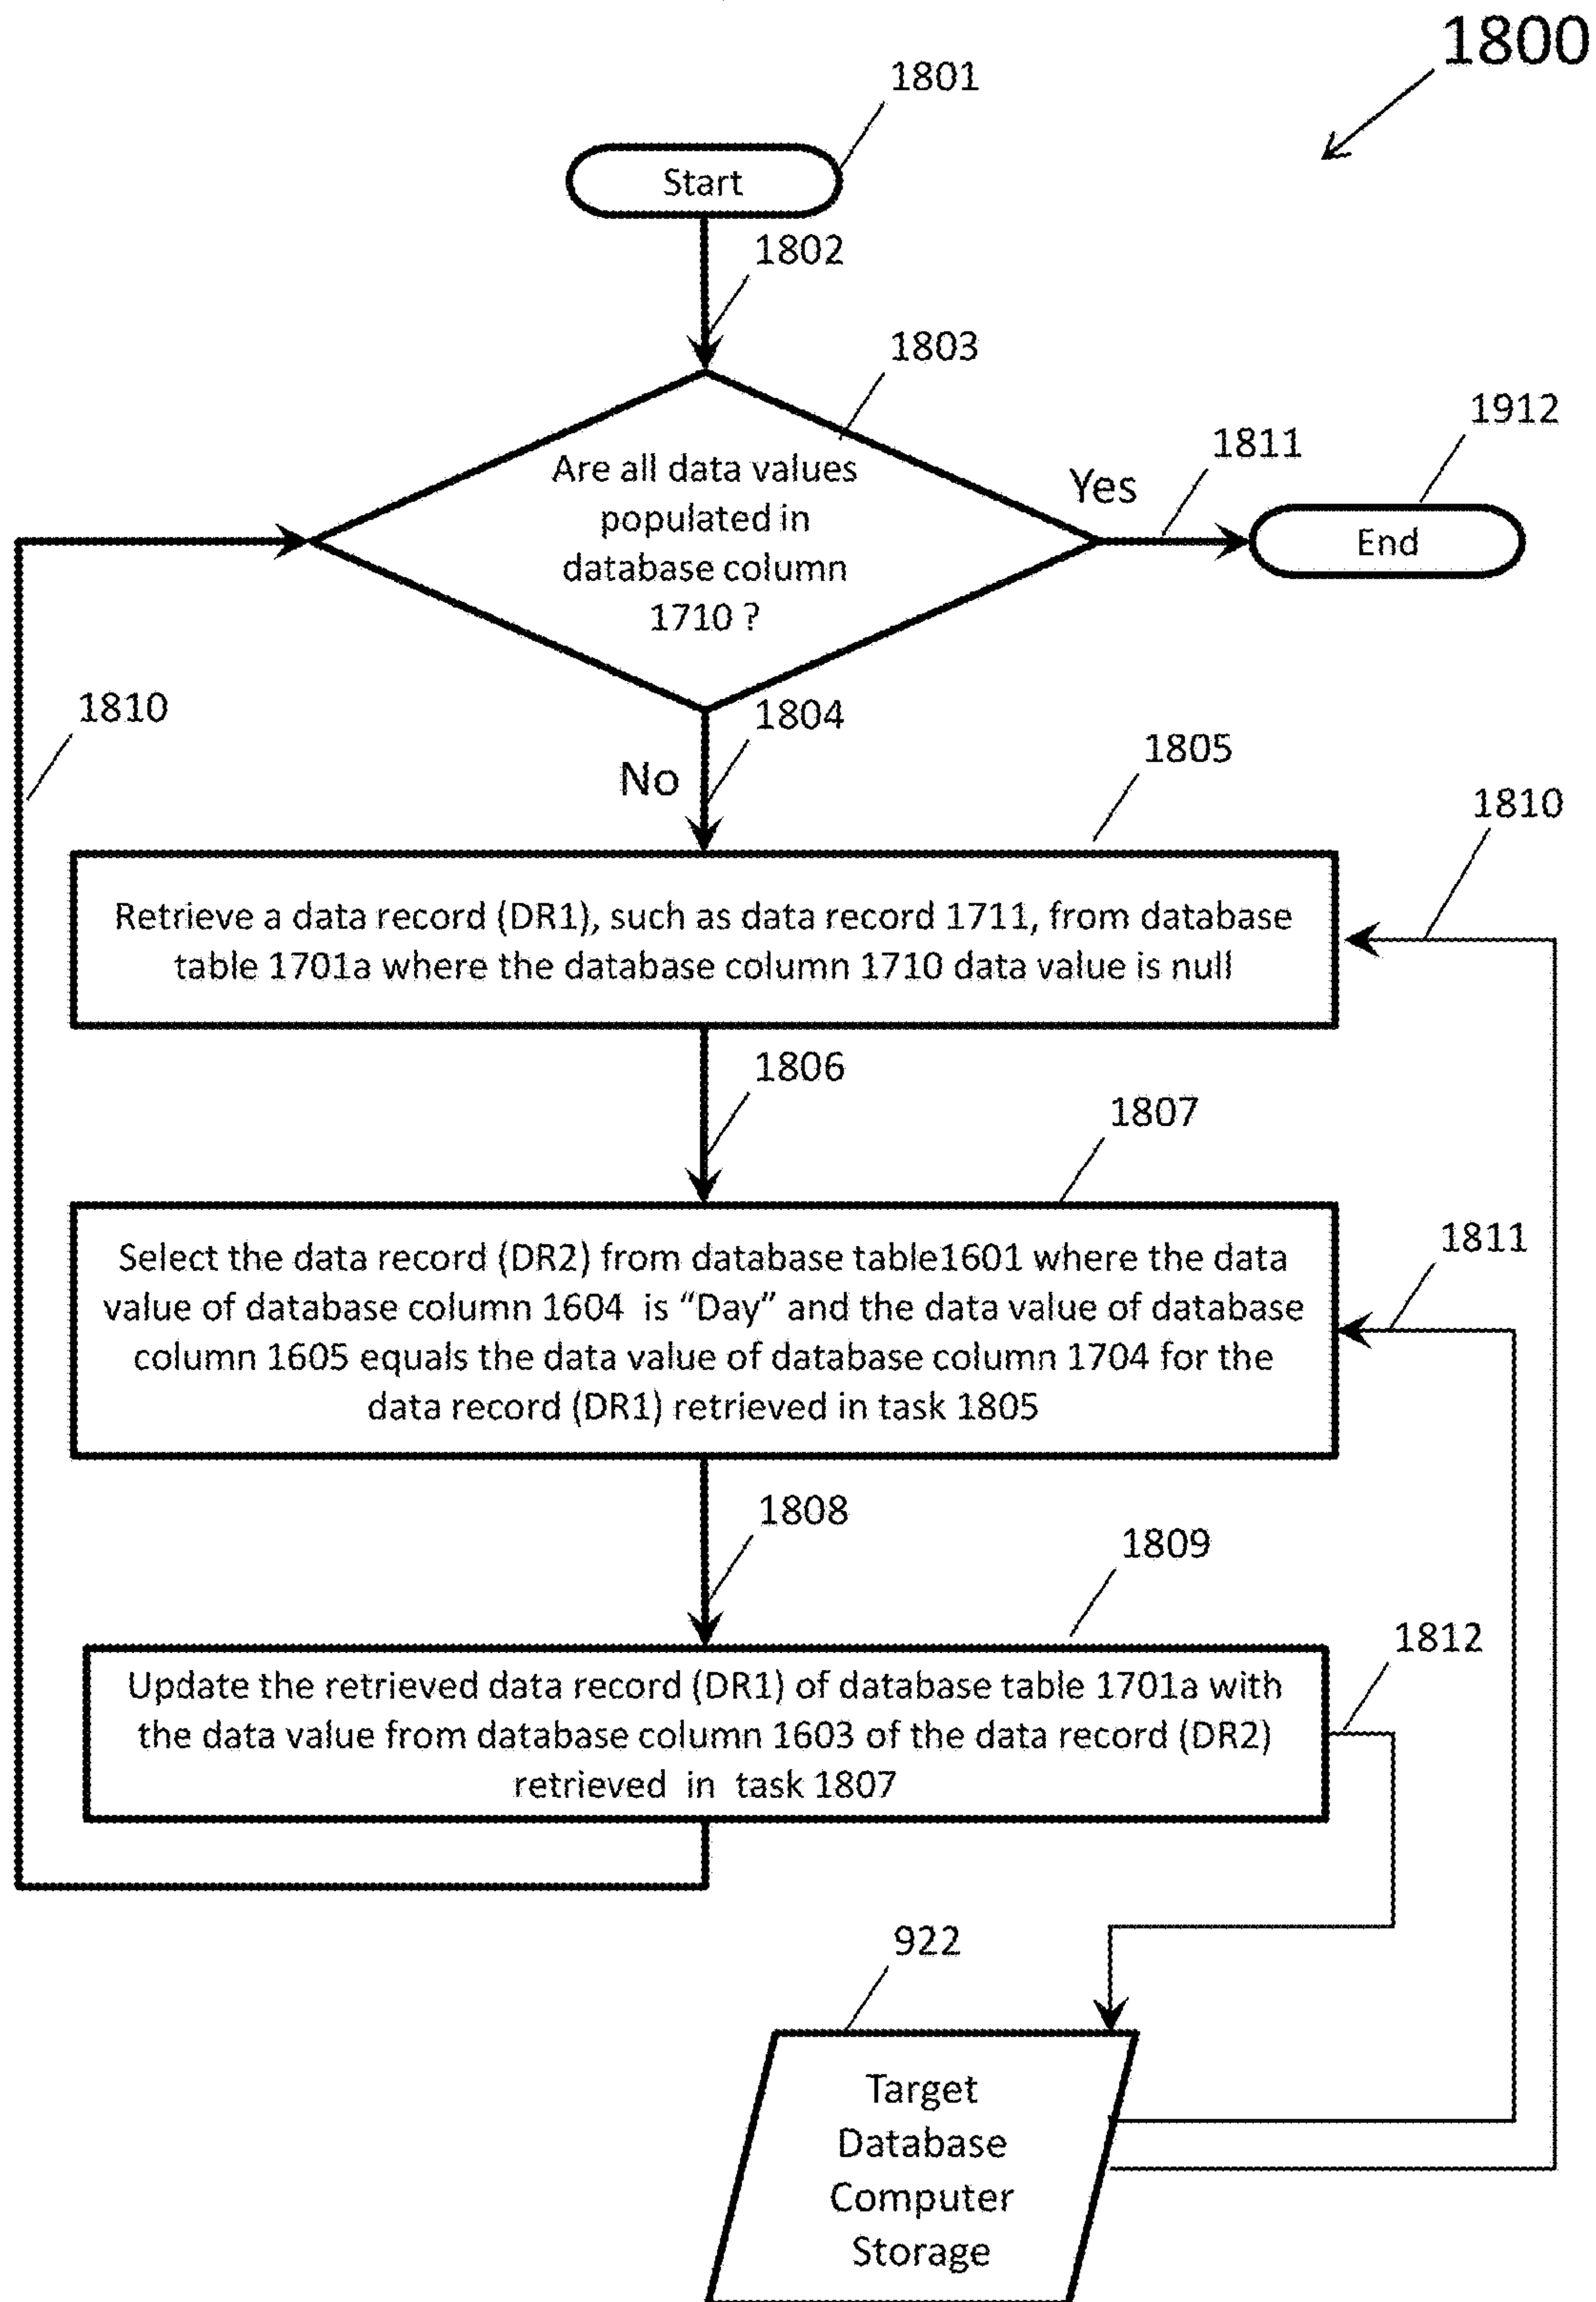 1800
1801
Start
1802
1803
1912
1811
Yes
Are all data values
populated in
database column
1710 ?
End
1810
1804
No
1805
1810
Retrieve a data record (DR1), such as data record 1711, from database
table 1701a where the database column 1710 data value is null
1806
1807
1811
Select the data record (DR2) from database table1601 where the data
value of database column 1604 is “Day” and the data value of database
column 1605 equals the data value of database column 1704 for the
data record (DR1) retrieved in task 1805
1808
1809
1812
Update the retrieved data record (DR1) of database table 1701a with
the data value from database column 1603 of the data record (DR2)
retrieved in task 1807
922
Target
Database
Computer
Storage